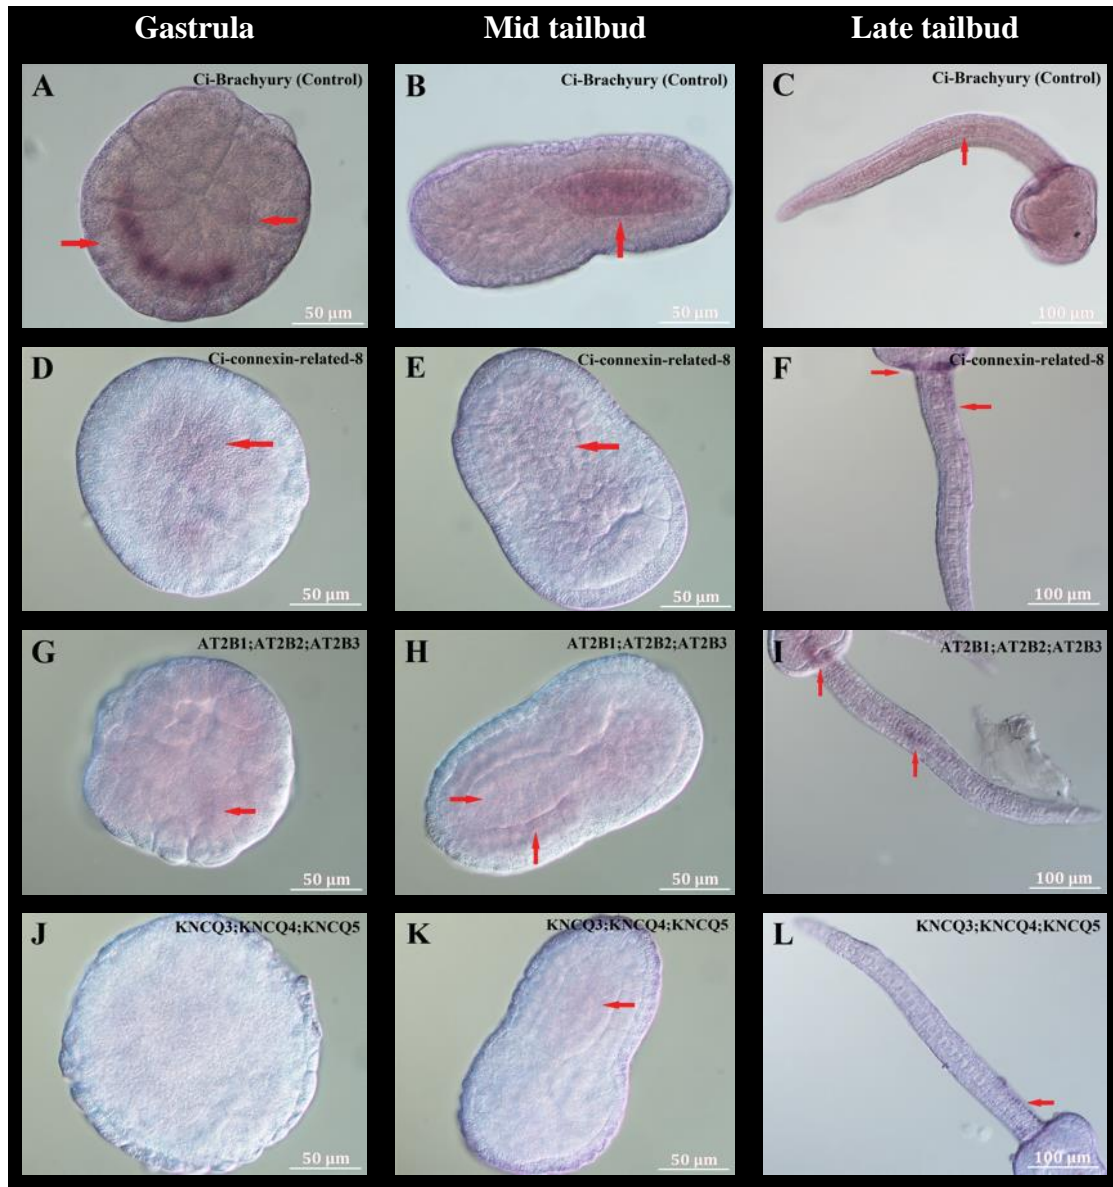 Gastrula
Mid tailbud
Late tailbud
A
Ci-Brachyury (Control)
50 µm
B
Ci-Brachyury (Control)
50 µm
C
Ci-Brachyury (Control)
100 µm
D
Ci-connexin-related-8
50 µm
E
Ci-connexin-related-8
50 µm
F
Ci-connexin-related-8
100 µm
G
AT2B1;AT2B2;AT2B3
50 µm
H
AT2B1;AT2B2;AT2B3
50 µm
I
AT2B1;AT2B2;AT2B3
100 µm
J
KNCQ3;KNCQ4;KNCQ5
50 µm
K
KNCQ3;KNCQ4;KNCQ5
50 µm
L
KNCQ3;KNCQ4;KNCQ5
100 µm